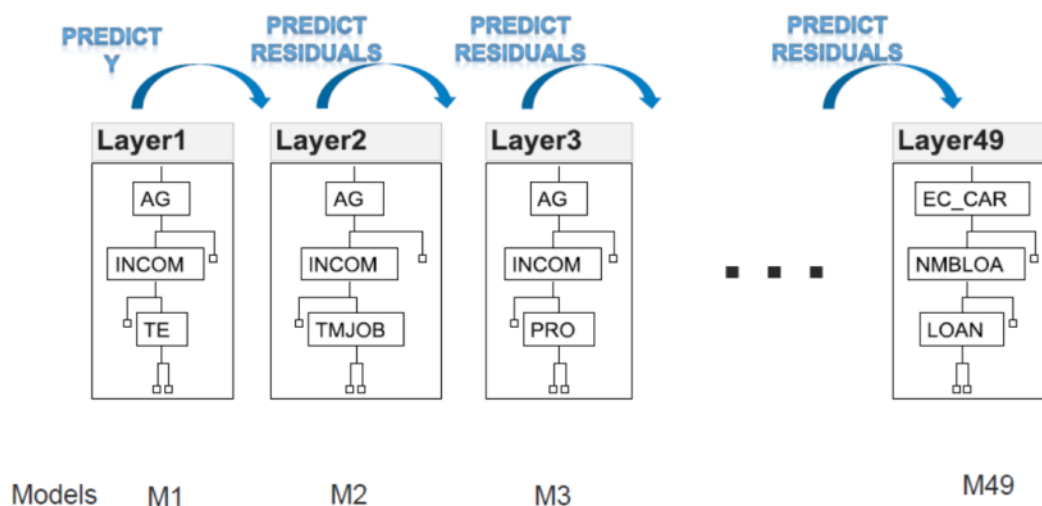 PREDICT
Y
PREDICT
RESIDUALS
PREDICT
RESIDUALS
PREDICT
RESIDUALS
Layer1
Layer2
Layer3
Layer49
AG
AG
AG
EC_CAR
INCOM
INCOM
INCOM
NMBLOA
TE
TMJOB
PRO
LOAN
Models M1 M2 M3 M49